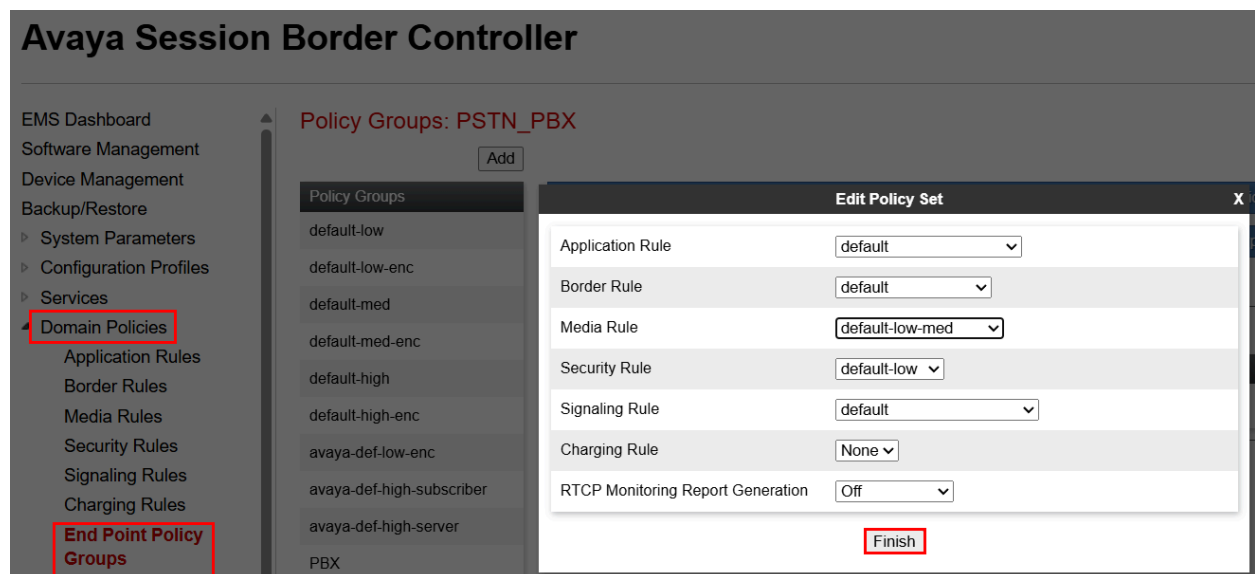 Avaya Session Border Controller
EMS Dashboard
Software Management
Device Management
Backup/Restore
System Parameters
Configuration Profiles
Services
Domain Policies
Application Rules
Border Rules
Media Rules
Security Rules
Signaling Rules
Charging Rules
End Point Policy
Groups
Policy Groups: PSTN_PBX
Add
Policy Groups
default-low
default-low-enc
default-med
default-med-enc
default-high
default-high-enc
avaya-def-low-enc
avaya-def-high-subscriber
avaya-def-high-server
PBX
Edit Policy Set X
Application Rule default
Border Rule default
Media Rule default-low-med
Security Rule default-low
Signaling Rule default
Charging Rule None
RTCP Monitoring Report Generation Off
Finish